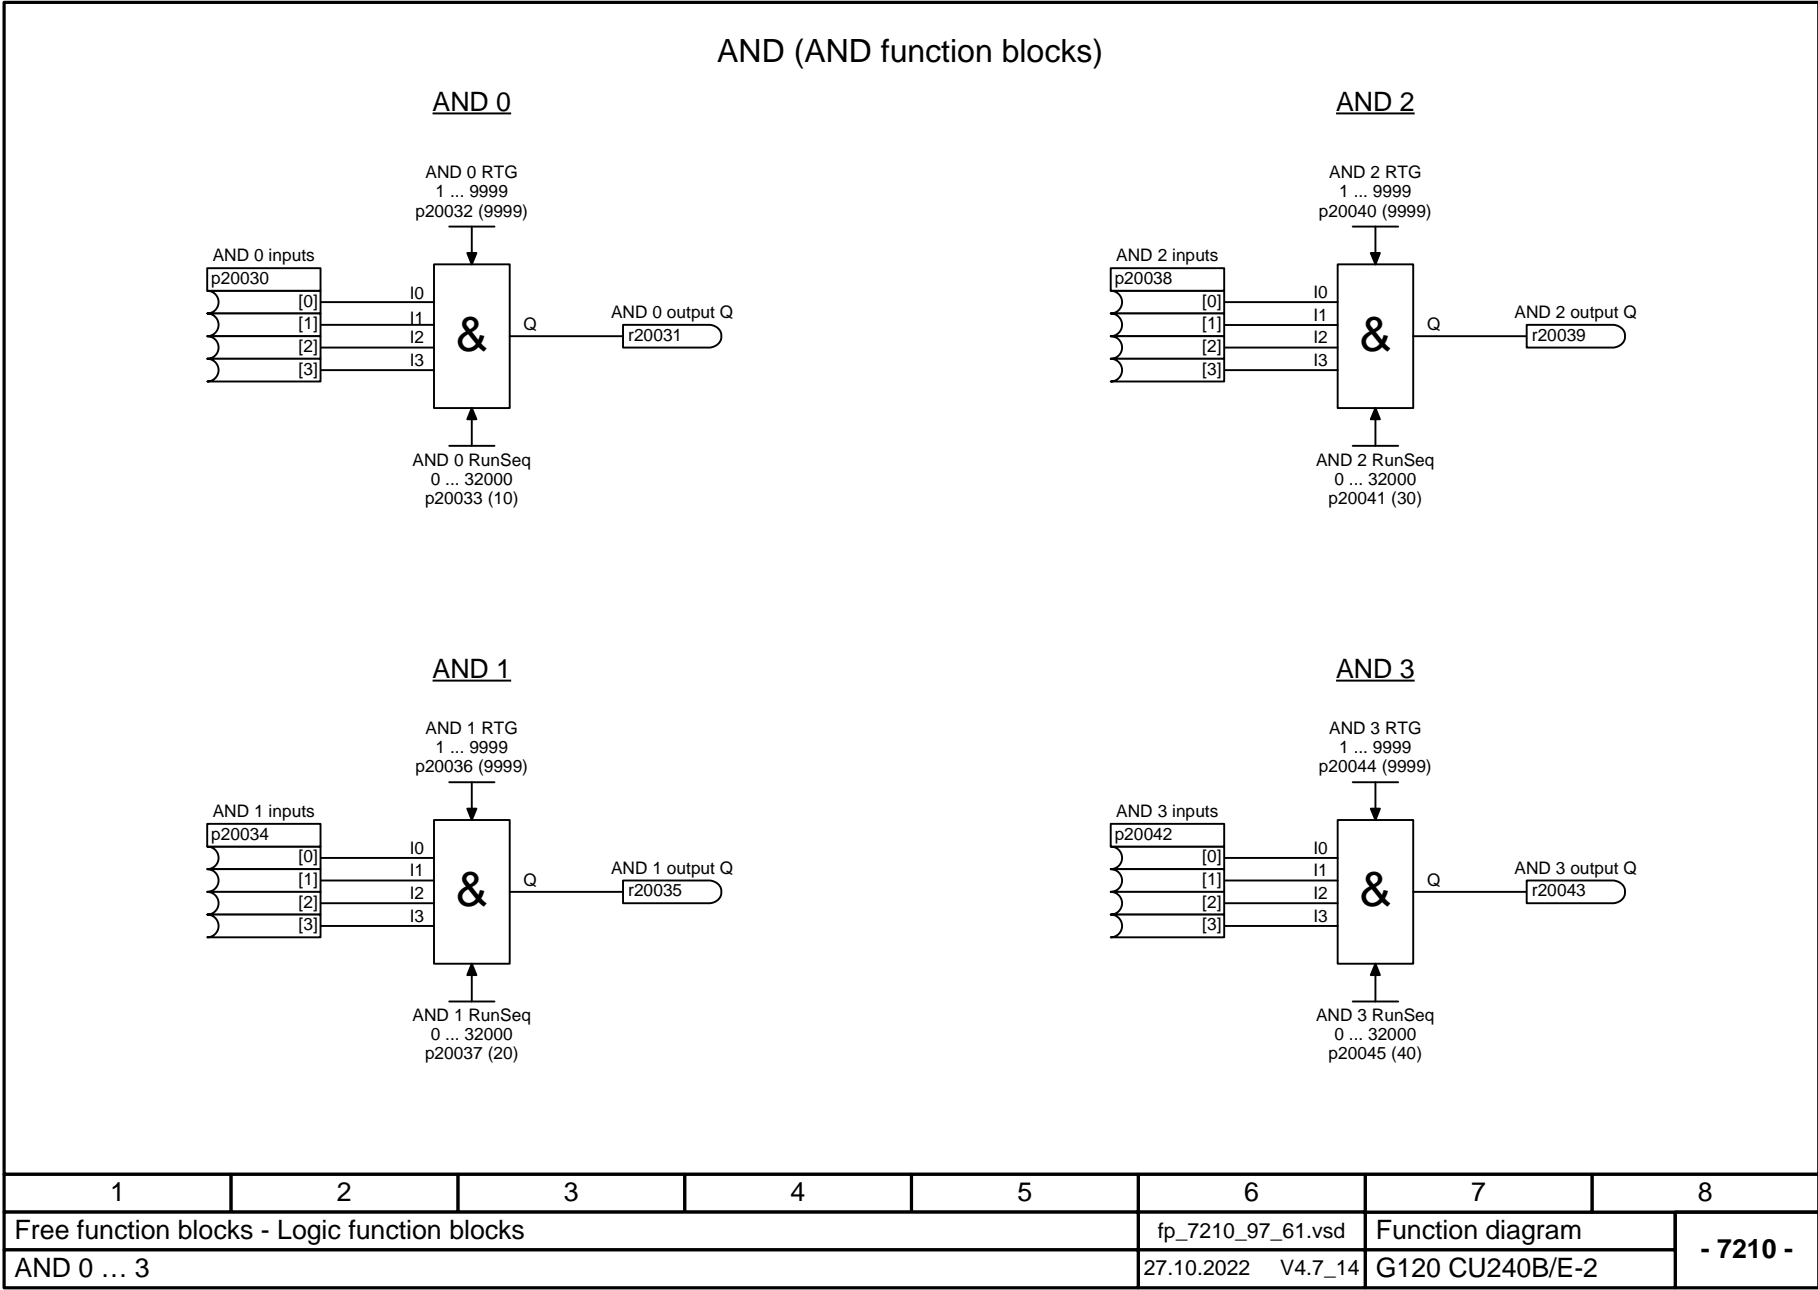 AND (AND function blocks)
AND 0
AND 0 RTG
1 ... 9999
p20032 (9999)
AND 0 inputs
p20030
[0]
[1]
[2]
[3]
I0
I1
I2
I3
&
Q
AND 0 output Q
r20031
AND 0 RunSeq
0 ... 32000
p20033 (10)
AND 2
AND 2 RTG
1 ... 9999
p20040 (9999)
AND 2 inputs
p20038
[0]
[1]
[2]
[3]
I0
I1
I2
I3
&
Q
AND 2 output Q
r20039
AND 2 RunSeq
0 ... 32000
p20041 (30)
AND 1
AND 1 RTG
1 ... 9999
p20036 (9999)
AND 1 inputs
p20034
[0]
[1]
[2]
[3]
I0
I1
I2
I3
&
Q
AND 1 output Q
r20035
AND 1 RunSeq
0 ... 32000
p20037 (20)
AND 3
AND 3 RTG
1 ... 9999
p20044 (9999)
AND 3 inputs
p20042
[0]
[1]
[2]
[3]
I0
I1
I2
I3
&
Q
AND 3 output Q
r20043
AND 3 RunSeq
0 ... 32000
p20045 (40)
1 2 3 4 5 6 7 8
Free function blocks - Logic function blocks
fp_7210_97_61.vsd
Function diagram
- 7210 -
AND 0 … 3
27.10.2022 V4.7_14
G120 CU240B/E-2